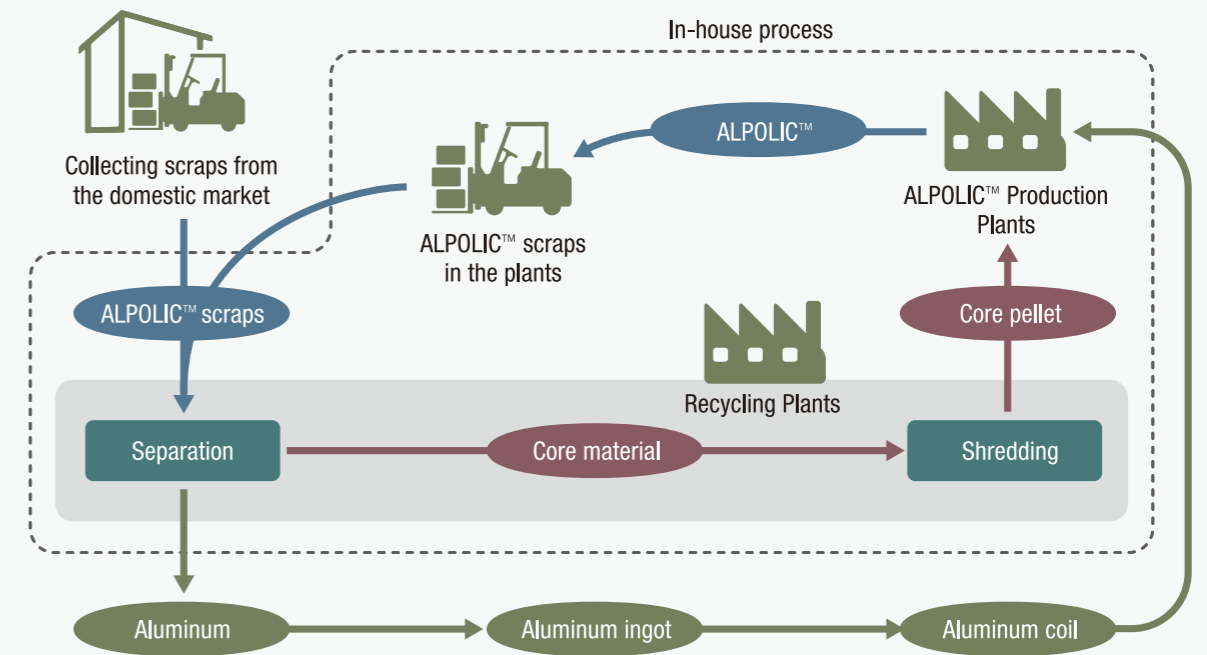 In-house process
Collecting scraps from
the domestic market
ALPOLIC™
ALPOLIC™ Production
Plants
ALPOLIC™ scraps
in the plants
ALPOLIC™ scraps
Core pellet
Recycling Plants
Separation
Core material
Shredding
Aluminum
Aluminum ingot
Aluminum coil